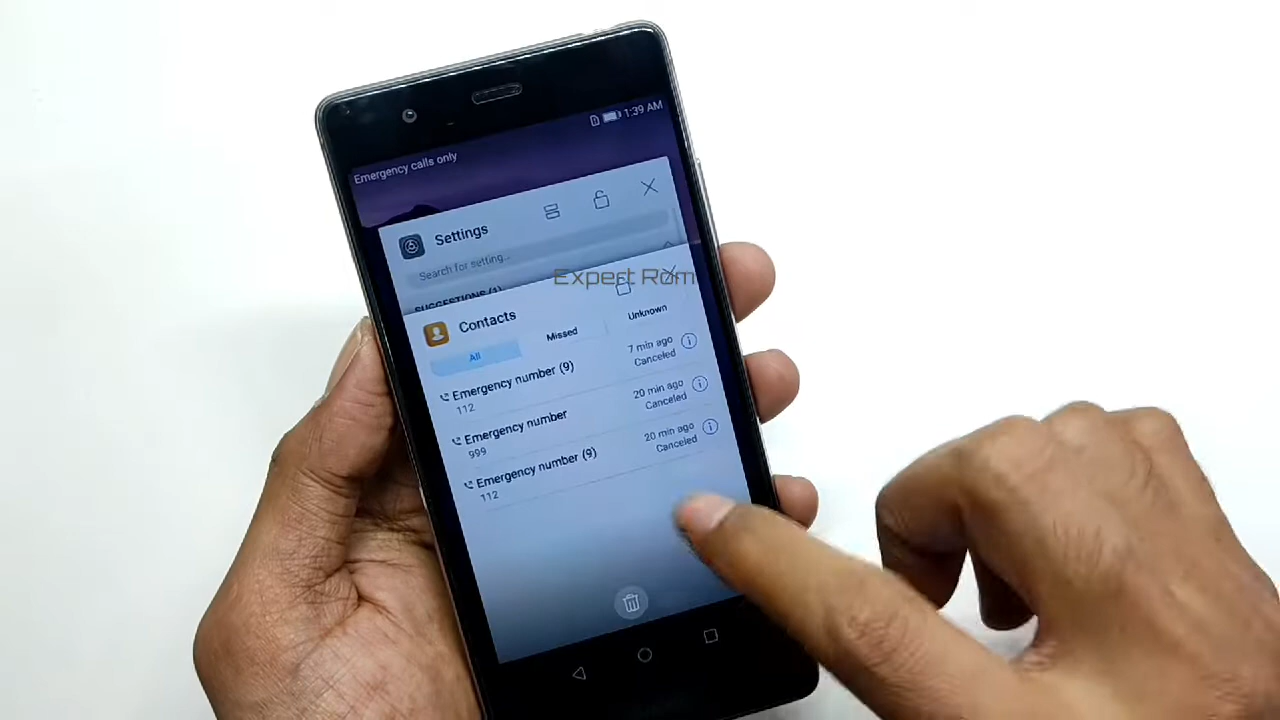 Emergency calls only
1:39 AM
Settings
Search for setting...
SUGGESTIONS (1)
Expert Rom
Contacts
All
Missed
Unknown
Emergency number (9)
112
7 min ago
Canceled
Emergency number
999
20 min ago
Canceled
Emergency number (9)
112
20 min ago
Canceled